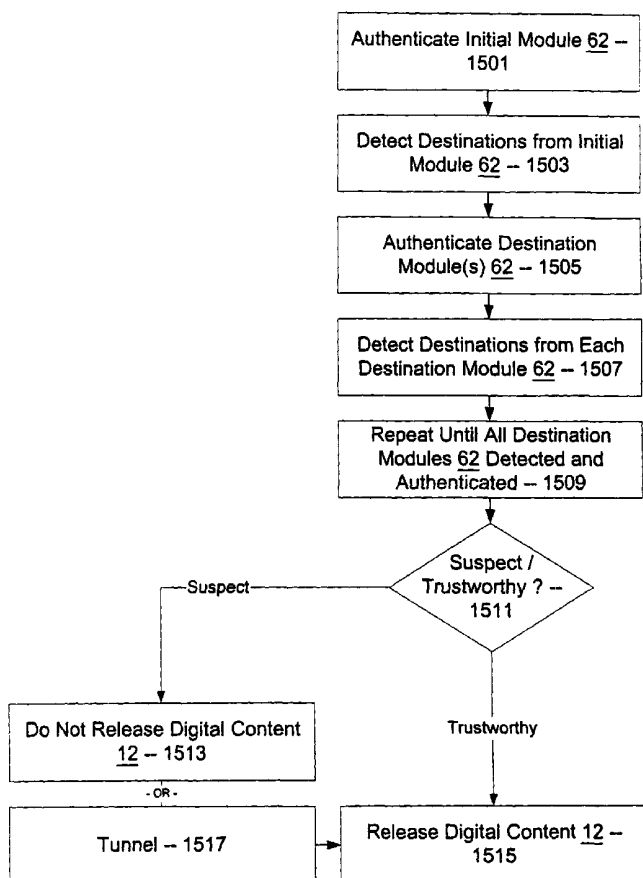 Authenticate Initial Module 62 –
1501
Detect Destinations from Initial
Module 62 – 1503
Authenticate Destination
Module(s) 62 – 1505
Detect Destinations from Each
Destination Module 62 – 1507
Repeat Until All Destination
Modules 62 Detected and
Authenticated – 1509
Suspect /
Trustworthy ? –
1511
Suspect
Trustworthy
Do Not Release Digital Content
12 – 1513
- OR -
Tunnel – 1517
Release Digital Content 12 –
1515